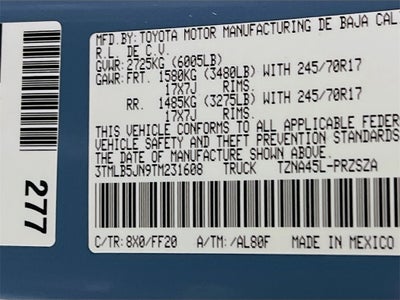 MFD.BY:TOYOTA MOTOR MANUFACTURING DE BAJA CAL
R.L. DE C.V.
GVWR:2725KG (6005LB)
GAWR:FRT. 1580KG (3480LB) WITH 245/70R17
17X7J RIMS,
RR. 1485KG (3275LB) WITH 245/70R17
17X7J RIMS,
THIS VEHICLE CONFORMS TO ALL APPLICABLE FEDER
VEHICLE SAFETY AND THEFT PREVENTION STANDARDS
THE DATE OF MANUFACTURE SHOWN ABOVE.
3TMLB5JN9TM231608 TRUCK TZNA45L-PRZSZA
C/TR:8X0/FF20 A/TM:/AL80F MADE IN MEXICO
277